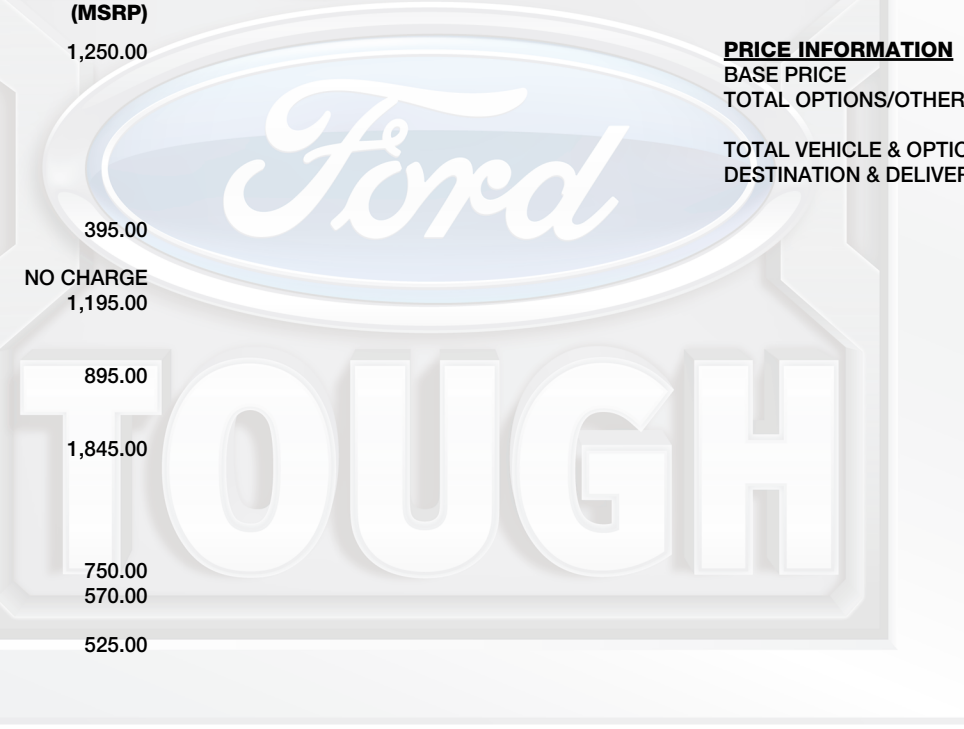 (MSRP)
1,250.00
395.00
NO CHARGE
1,195.00
895.00
1,845.00
750.00
570.00
525.00
PRICE INFORMATION
BASE PRICE
TOTAL OPTIONS/OTHER
TOTAL VEHICLE & OPTIO
DESTINATION & DELIVER
Ford
TOUGH